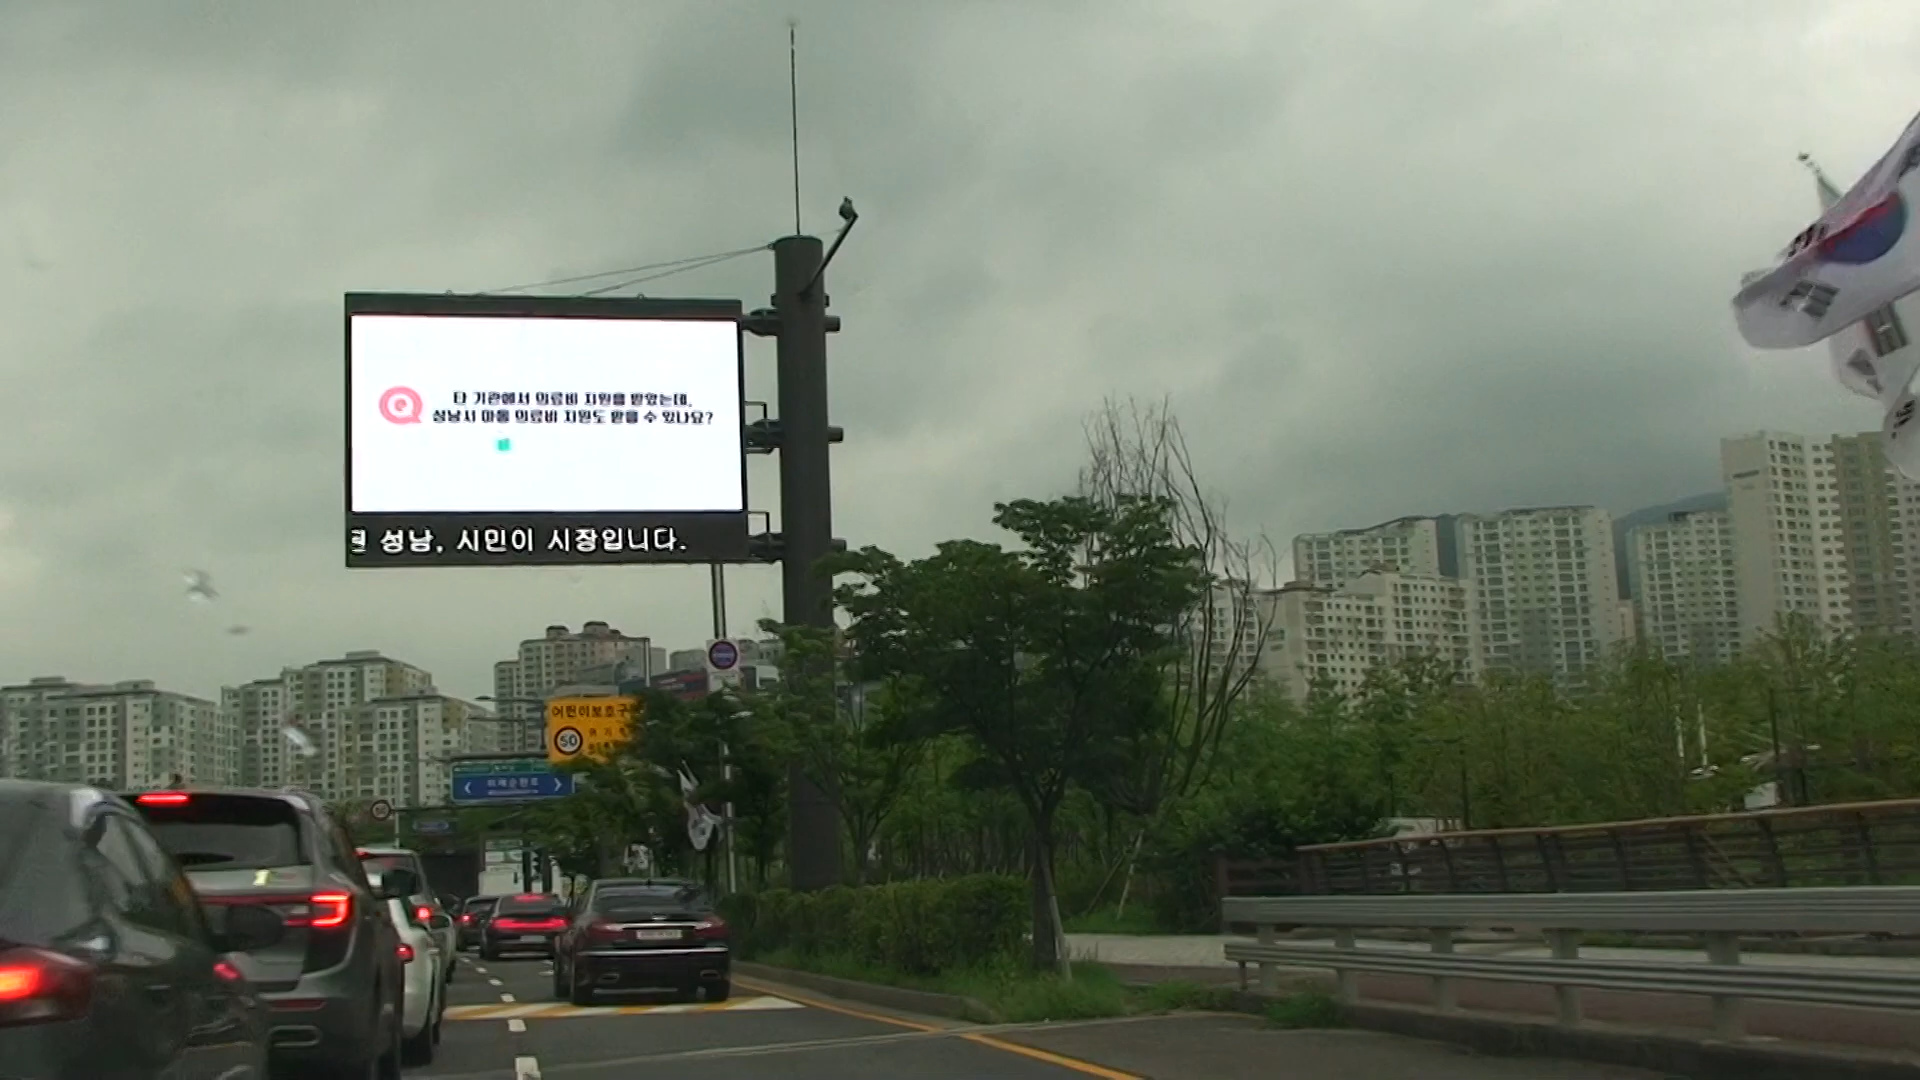 Q
타 기관에서 의료비 지원을 받았는데,
성남시 아동 의료비 지원도 받을 수 있나요?
성남, 시민이 시장입니다.
어린이보호구
50
50